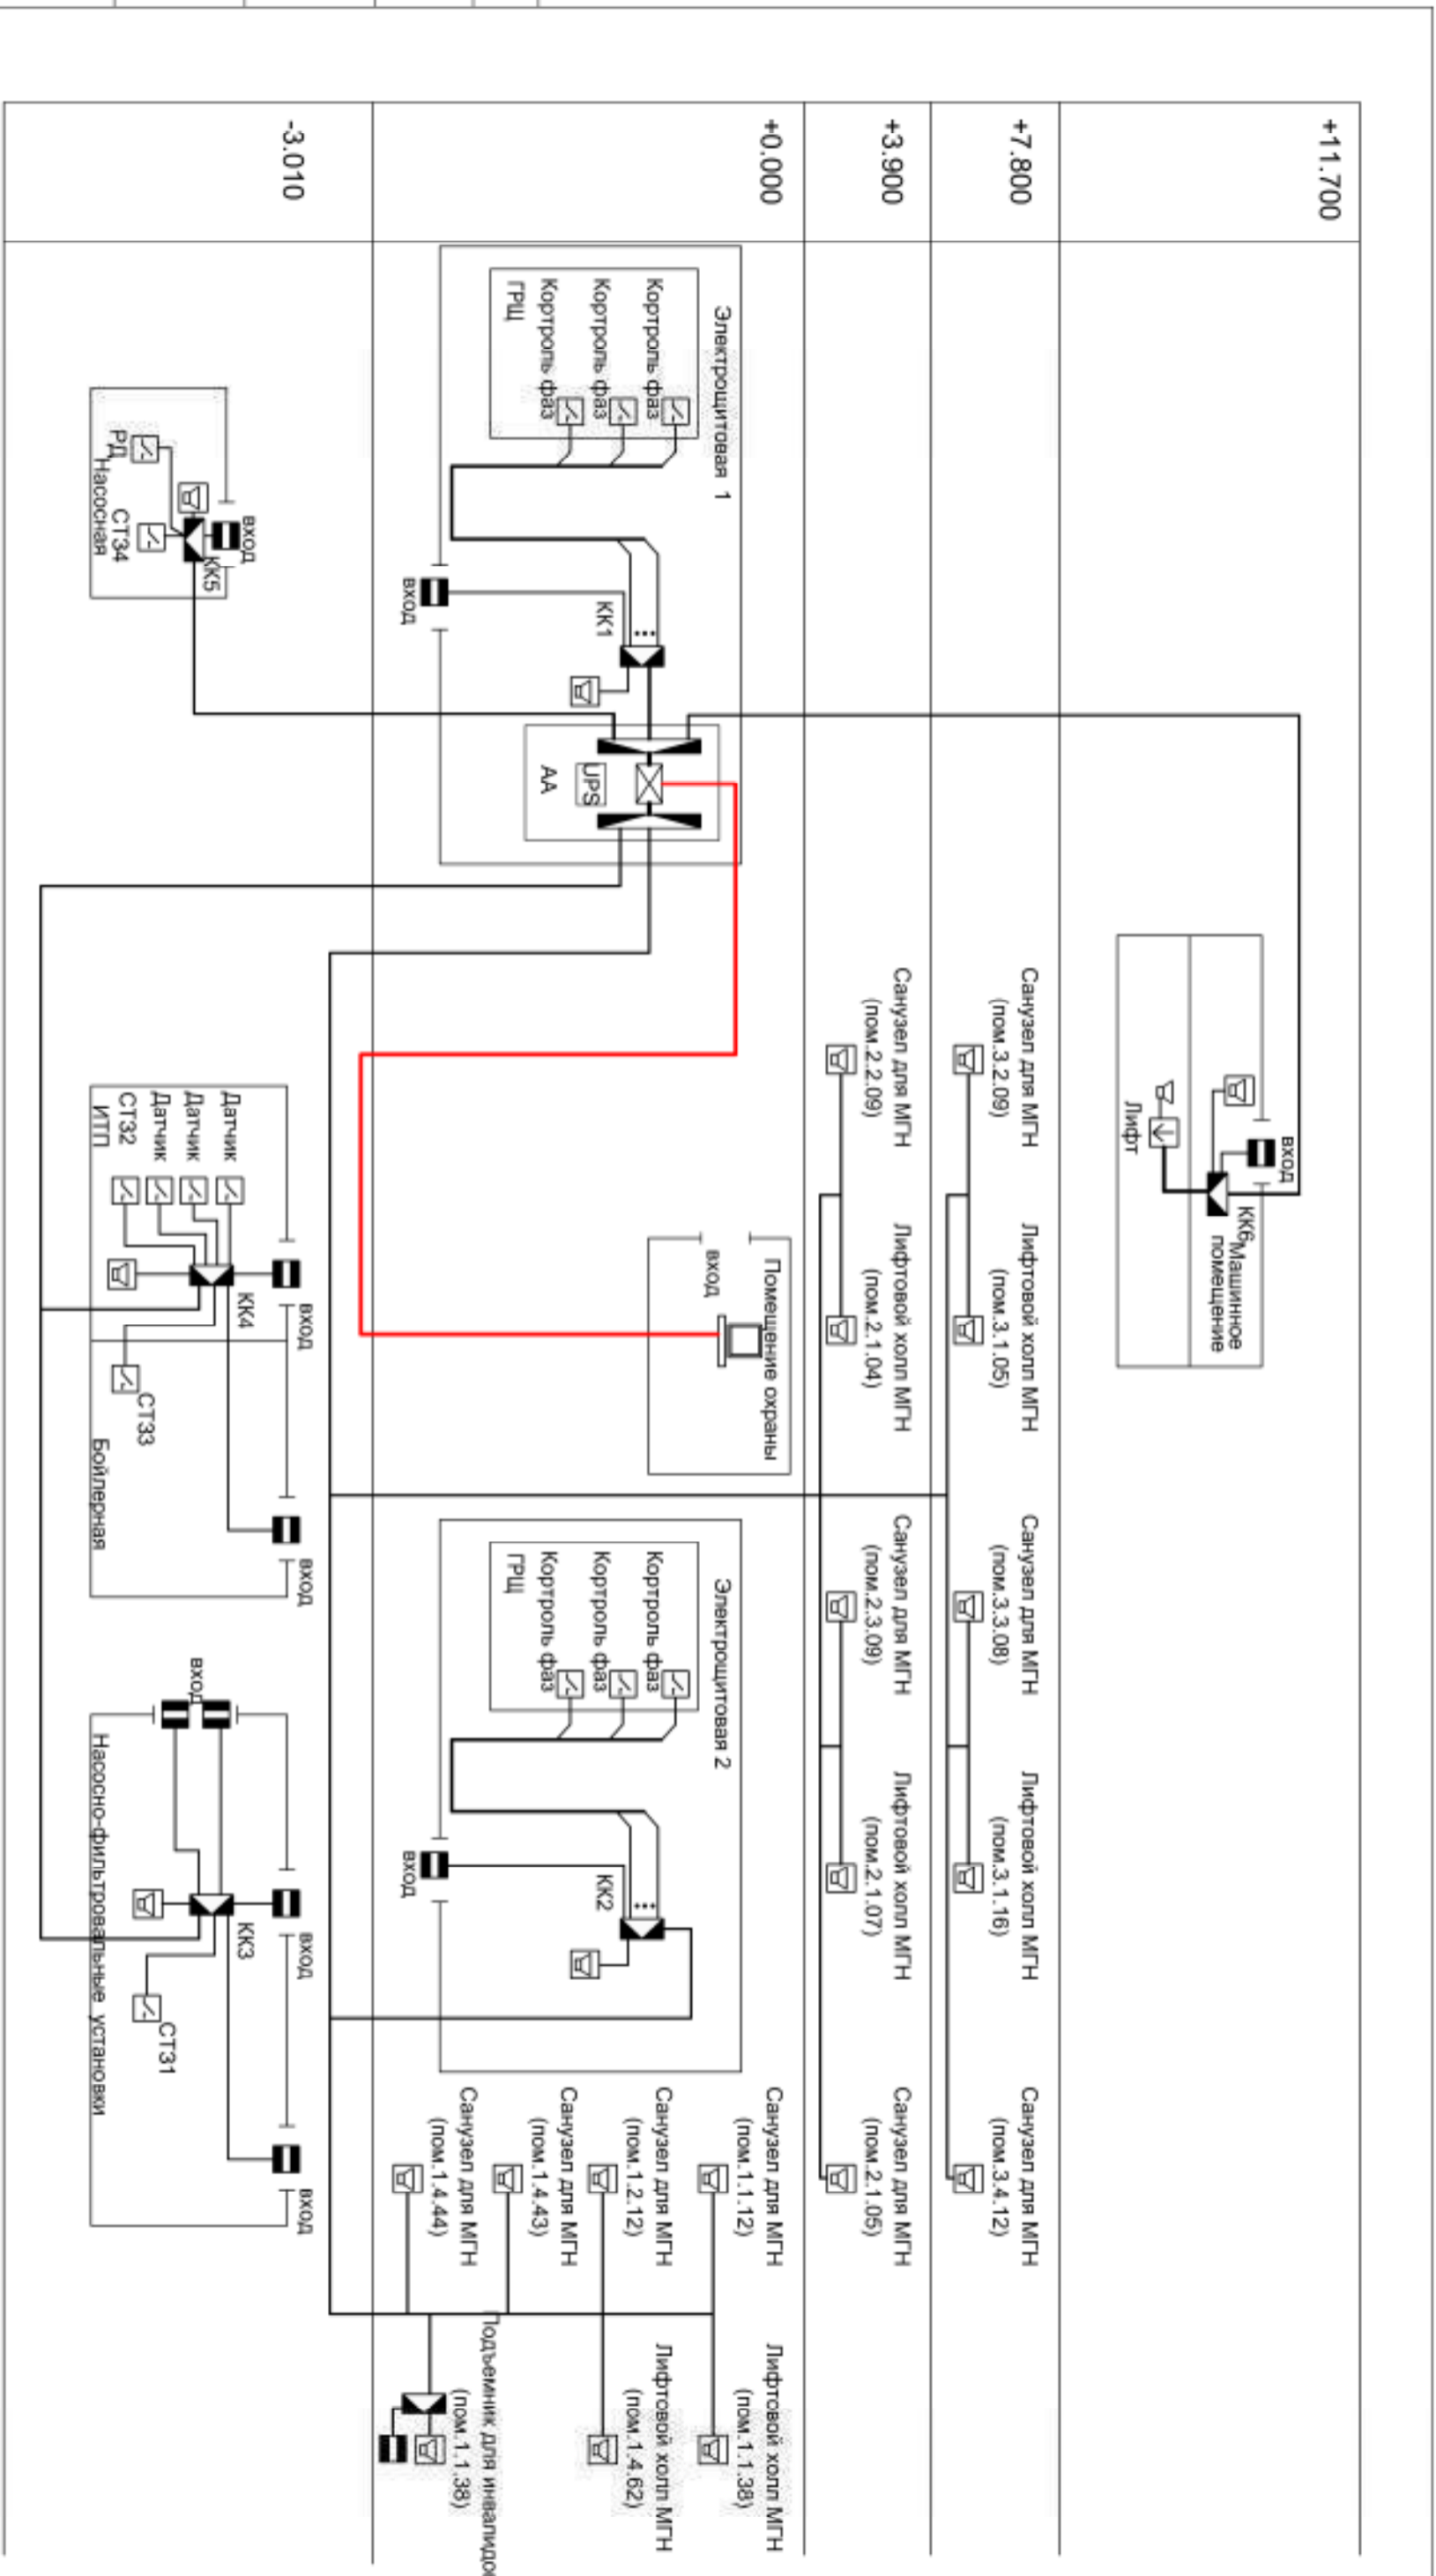 +11.700
Лифт
вход
КК6
Машинное
помещение
+7.800
Санузел для МГН
(пом.3.2.09)
Лифтовой холл МГН
(пом.3.1.05)
Санузел для МГН
(пом.3.3.08)
Лифтовой холл МГН
(пом.3.1.16)
Санузел для МГН
(пом.3.4.12)
+3.900
Санузел для МГН
(пом.2.2.09)
Лифтовой холл МГН
(пом.2.1.04)
Санузел для МГН
(пом.2.3.09)
Лифтовой холл МГН
(пом.2.1.07)
Санузел для МГН
(пом.2.1.05)
+0.000
Электрощитовая 1
Кортроль фаз
Кортроль фаз
Кортроль фаз
ГРЩ
КК1
вход
UPS
АА
Помещение охраны
вход
Электрощитовая 2
Кортроль фаз
Кортроль фаз
Кортроль фаз
ГРЩ
КК2
вход
Санузел для МГН
(пом.1.1.12)
Лифтовой холл МГН
(пом.1.1.38)
Санузел для МГН
(пом.1.2.12)
Лифтовой холл МГН
(пом.1.4.62)
Санузел для МГН
(пом.1.4.43)
Санузел для МГН
(пом.1.4.44)
Подъемник для инвалидо
(пом.1.1.38)
-3.010
вход
КК5
РД
СТ34
Насосная
вход
КК4
Датчик
Датчик
Датчик
СТ32
ИТП
СТ33
Бойлерная
вход
вход
вход
КК3
СТ31
вход
Насосно-фильтровальные установки